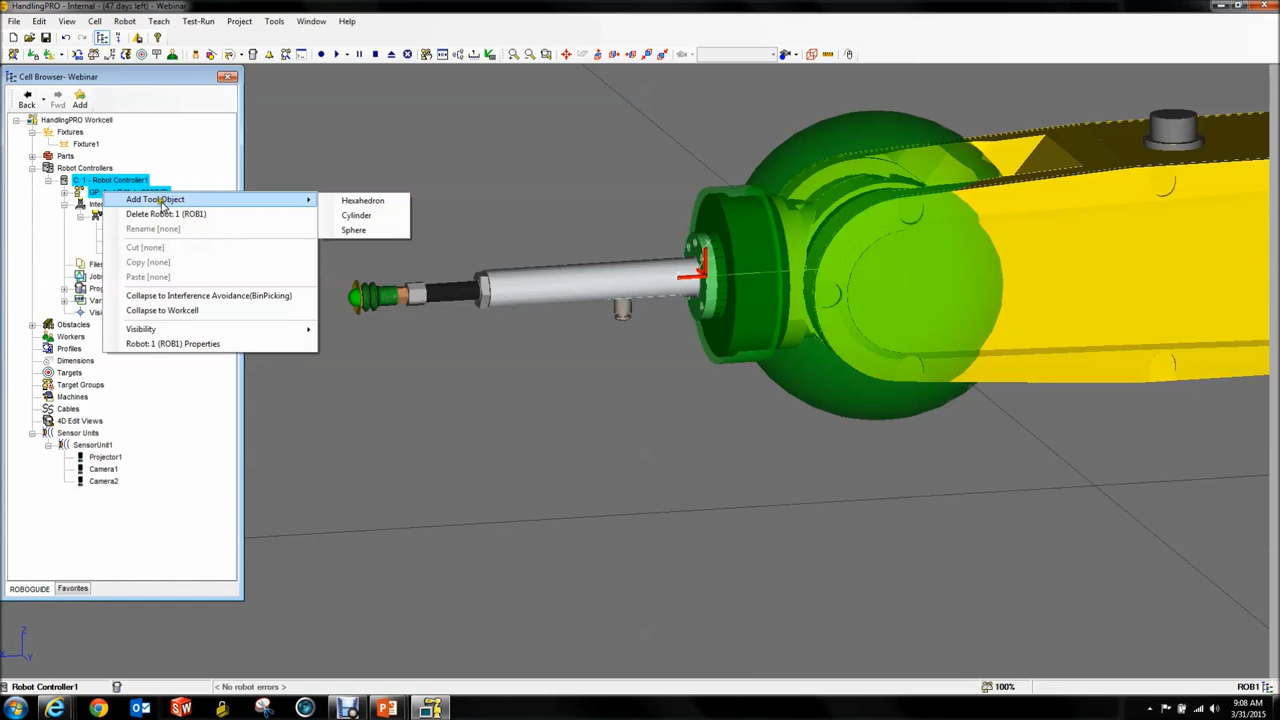 HandlingPRO - Internal - (47 days left) - Webinar
File Edit View Cell Robot Teach Test-Run Project Tools Window Help
Cell Browser- Webinar
Back Fwd Add
HandlingPRO Workcell
Fixtures
Fixture1
Parts
Robot Controllers
C: 1 - Robot Controller1
Add Tool Object
Hexahedron
Delete Robot: 1 (ROB1)
Cylinder
Rename [none]
Sphere
Cut [none]
Copy [none]
Files
Paste [none]
Collapse to Interference Avoidance(BinPicking)
Collapse to Workcell
Obstacles
Visibility
Workers
Robot: 1 (ROB1) Properties
Profiles
Dimensions
Targets
Target Groups
Machines
Cables
4D Edit Views
Sensor Units
SensorUnit1
Projector1
Camera1
Camera2
ROBOGUIDE Favorites
Z
Y
Robot Controller1 < No robot errors > 100% ROB1
9:08 AM
3/31/2015